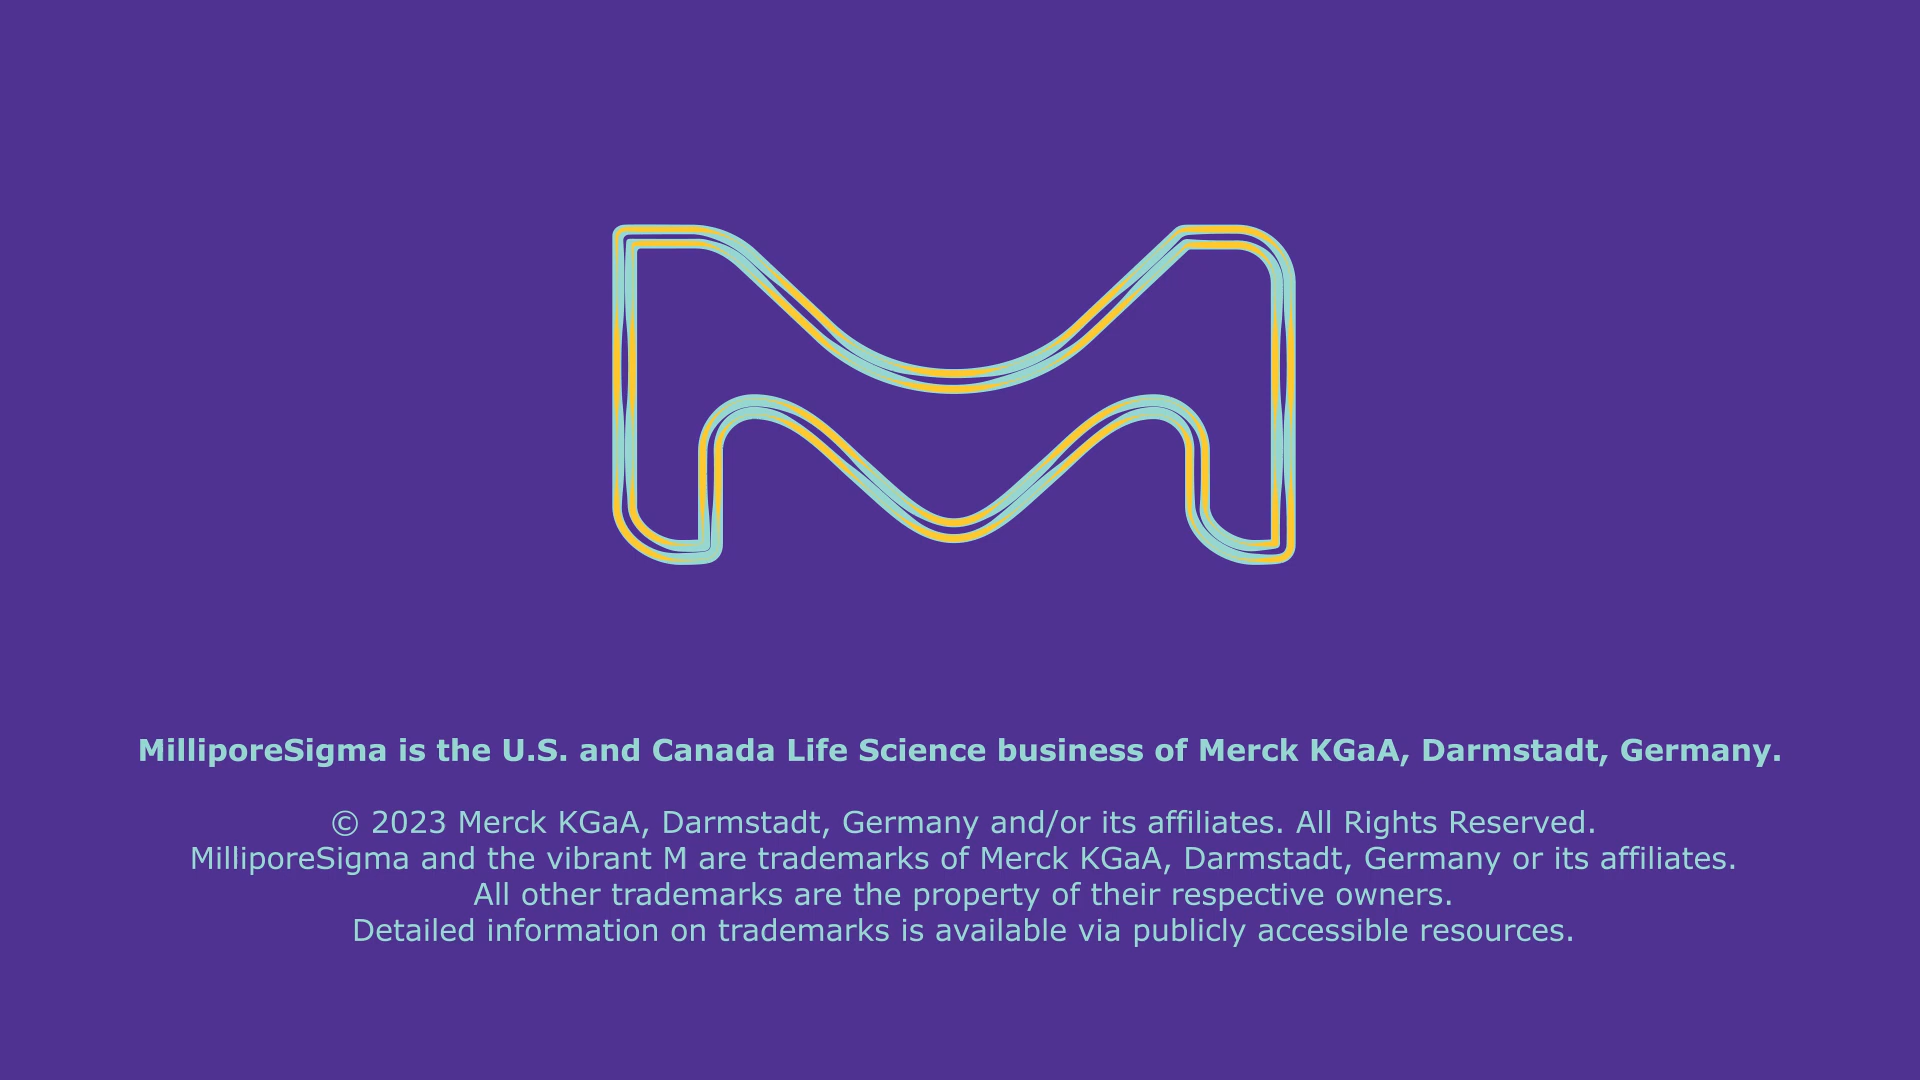 MilliporeSigma is the U.S. and Canada Life Science business of Merck KGaA, Darmstadt, Germany.
© 2023 Merck KGaA, Darmstadt, Germany and/or its affiliates. All Rights Reserved.
MilliporeSigma and the vibrant M are trademarks of Merck KGaA, Darmstadt, Germany or its affiliates.
All other trademarks are the property of their respective owners.
Detailed information on trademarks is available via publicly accessible resources.